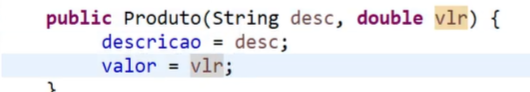 public Produto(String desc, double vlr) {
descricao = desc;
valor = vlr;
}